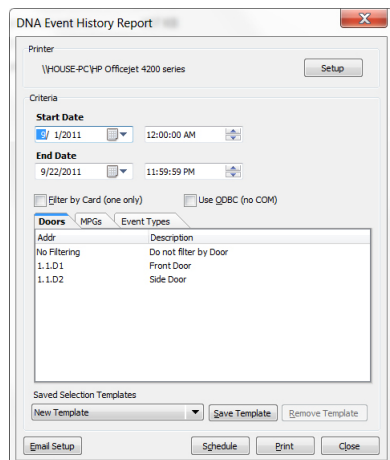 DNA Event History Report
Printer
\\HOUSE-PC\HP Officejet 4200 series Setup
Criteria
Start Date
9/ 1/2011 12:00:00 AM
End Date
9/22/2011 11:59:59 PM
Filter by Card (one only) Use ODBC (no COM)
Doors MPGs Event Types
Addr Description
No Filtering Do not filter by Door
1.1.D1 Front Door
1.1.D2 Side Door
Saved Selection Templates
New Template Save Template Remove Template
Email Setup Schedule Print Close